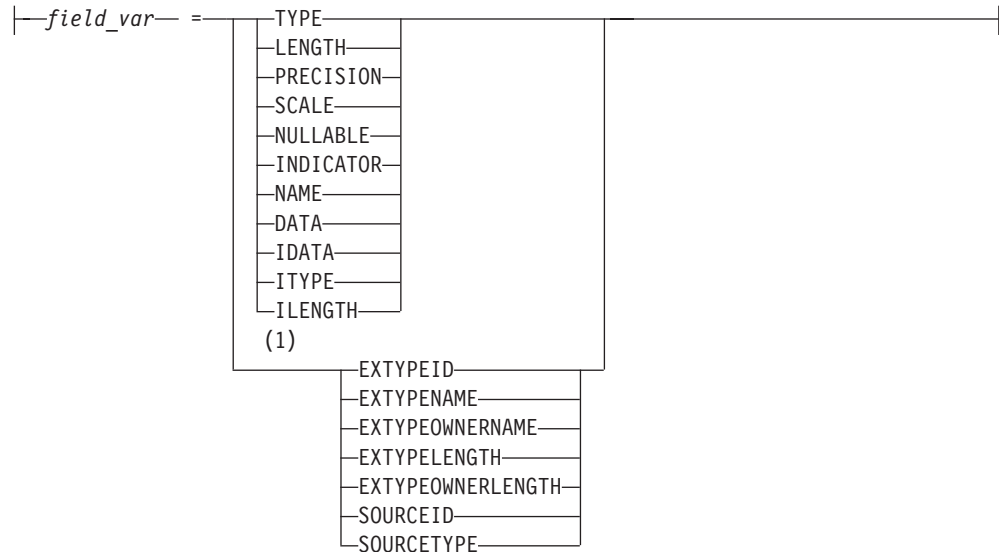 field_var =
TYPE
LENGTH
PRECISION
SCALE
NULLABLE
INDICATOR
NAME
DATA
IDATA
ITYPE
ILENGTH
(1)
EXTYPEID
EXTYPENAME
EXTYPEOWNERNAME
EXTYPELENGTH
EXTYPEOWNERLENGTH
SOURCEID
SOURCETYPE